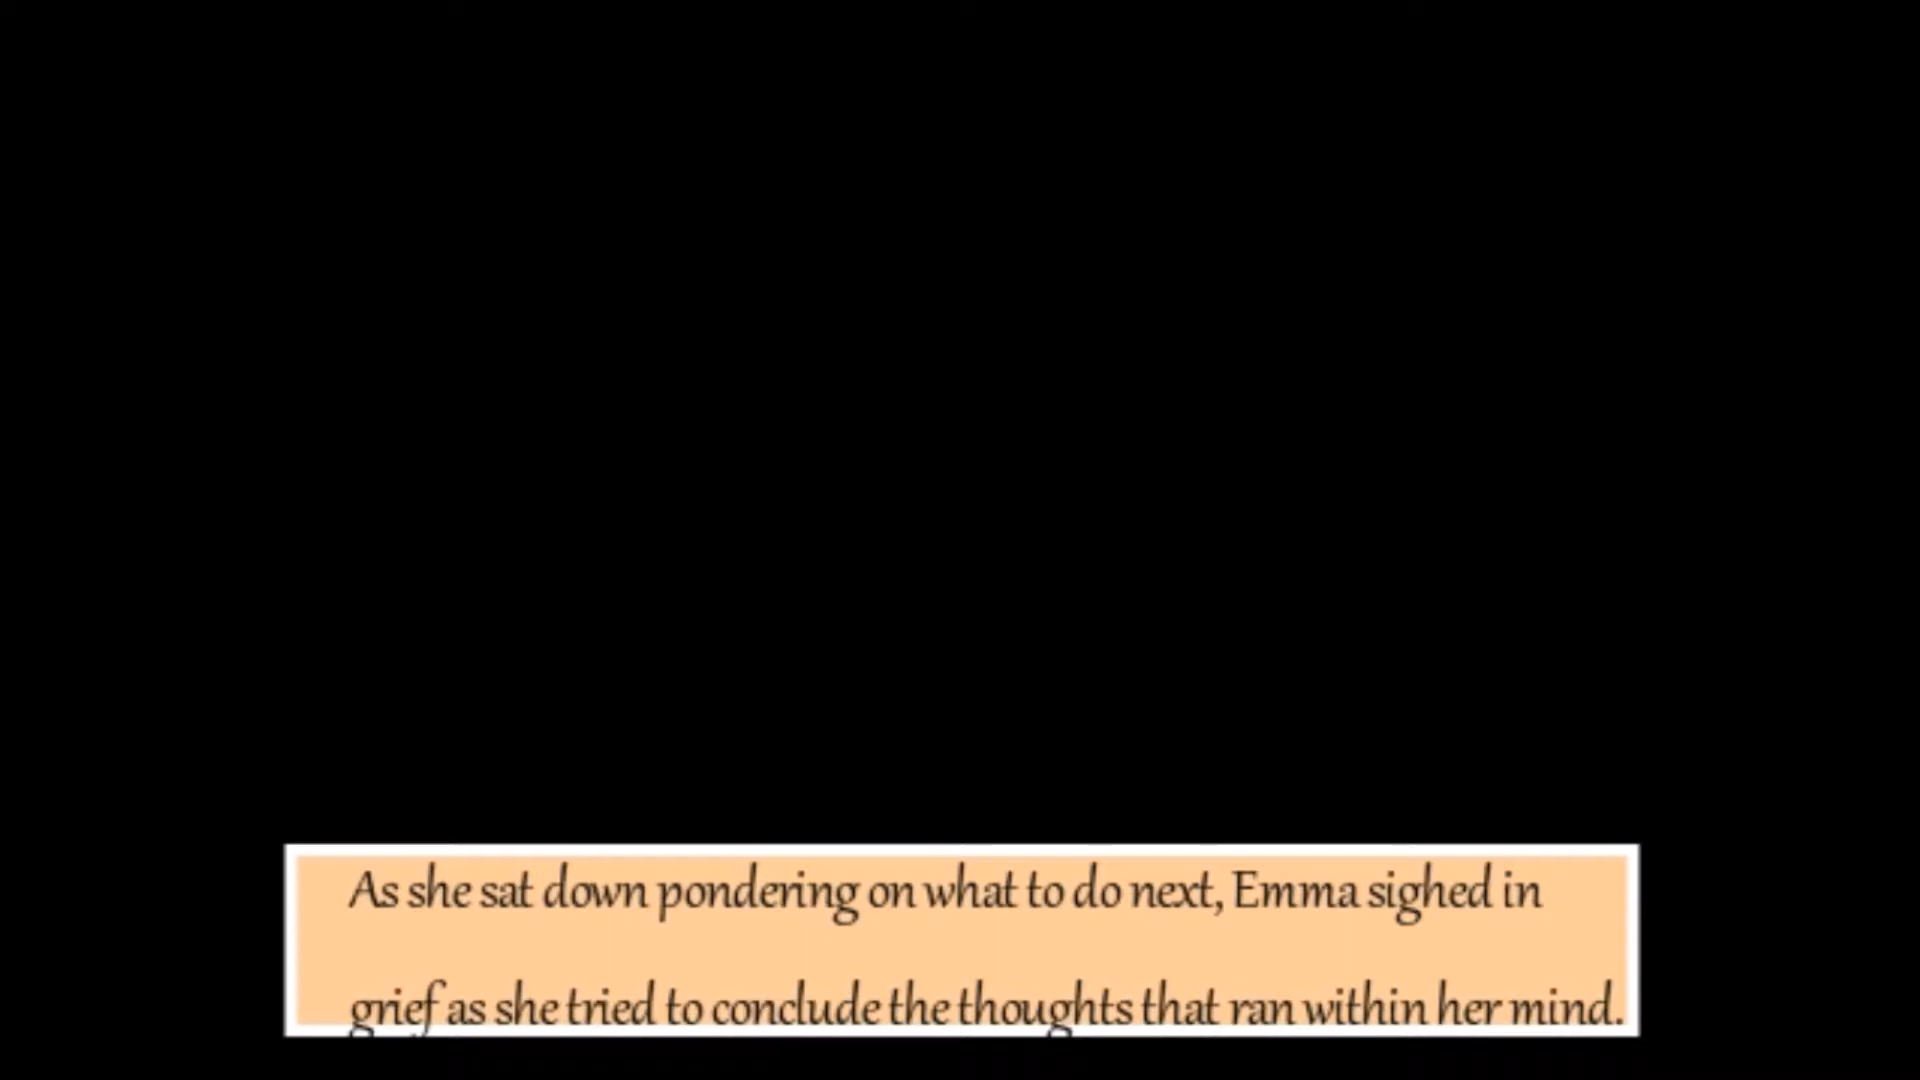 As she sat down pondering on what to do next, Emma sighed in
grief as she tried to conclude the thoughts that ran within her mind.